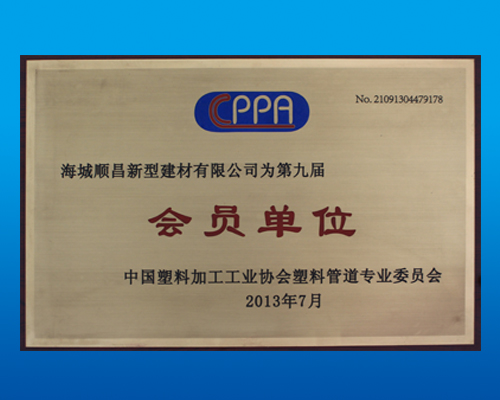 CPPA
No. 21091304479178
海城顺昌新型建材有限公司为第九届
会员单位
中国塑料加工工业协会塑料管道专业委员会
2013年7月